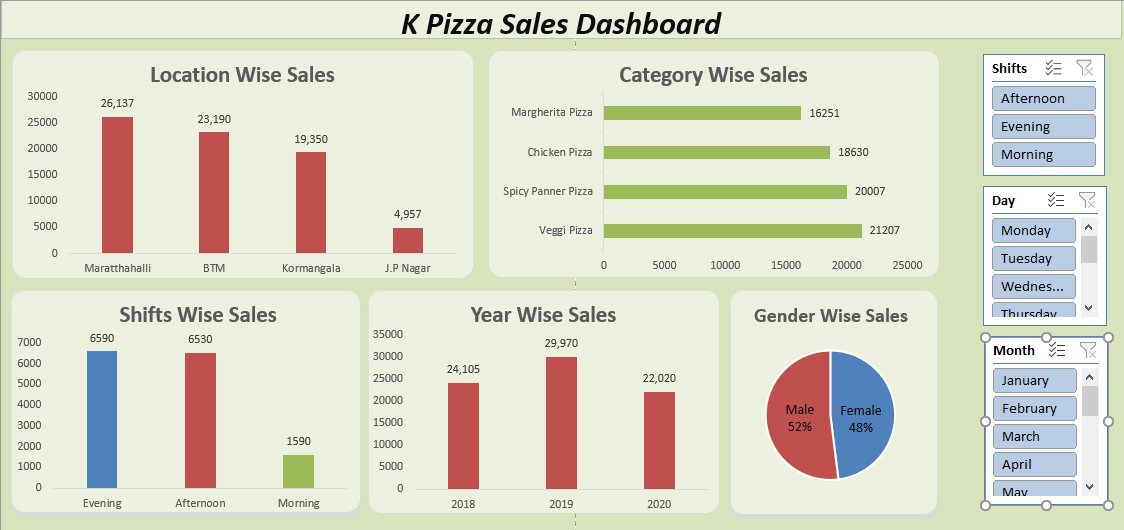 K Pizza Sales Dashboard
Location Wise Sales
30000
25000
20000
15000
10000
5000
0
26,137
23,190
19,350
4,957
Maratthahalli BTM Kormangala J.P Nagar
Category Wise Sales
Margherita Pizza 16251
Chicken Pizza 18630
Spicy Panner Pizza 20007
Veggi Pizza 21207
0 5000 10000 15000 20000 25000
Shifts
Afternoon
Evening
Morning
Day
Monday
Tuesday
Wednes...
Thursday
Shifts Wise Sales
7000
6000
5000
4000
3000
2000
1000
0
6590
6530
1590
Evening Afternoon Morning
Year Wise Sales
35000
30000
25000
20000
15000
10000
5000
0
24,105
29,970
22,020
2018 2019 2020
Gender Wise Sales
Male
52%
Female
48%
Month
January
February
March
April
May